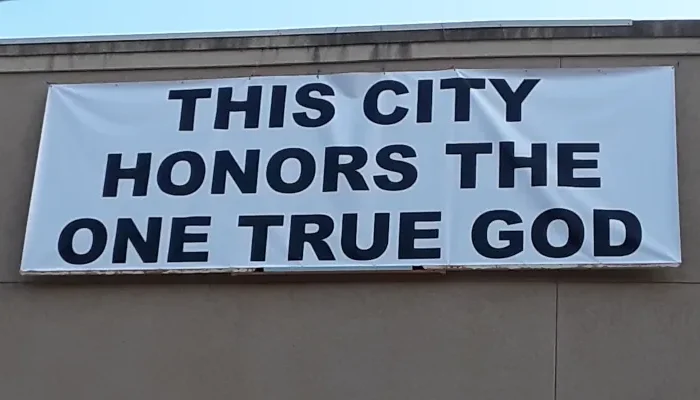 THIS CITY
HONORS THE
ONE TRUE GOD